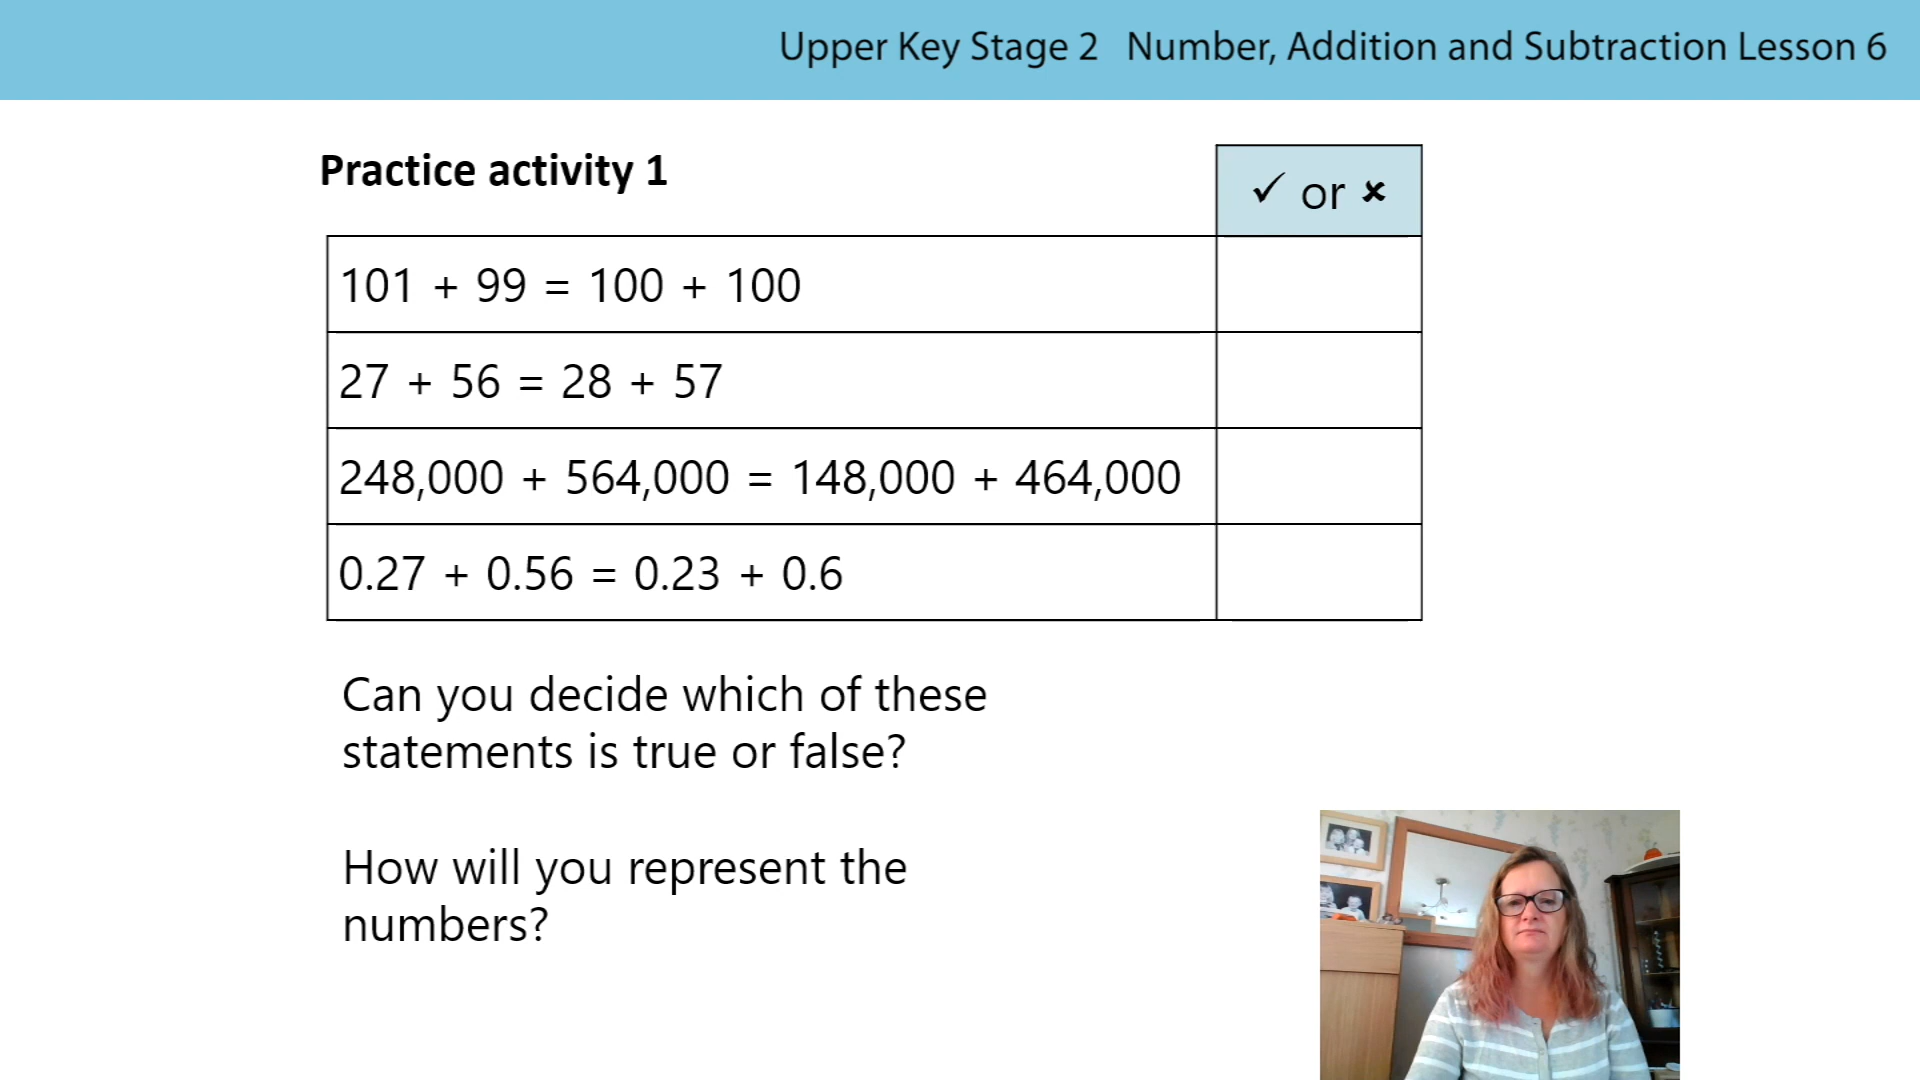 Upper Key Stage 2   Number, Addition and Subtraction Lesson 6
Practice activity 1
✓ or ✗
101 + 99 = 100 + 100
27 + 56 = 28 + 57
248,000 + 564,000 = 148,000 + 464,000
0.27 + 0.56 = 0.23 + 0.6
Can you decide which of these
statements is true or false?
How will you represent the
numbers?